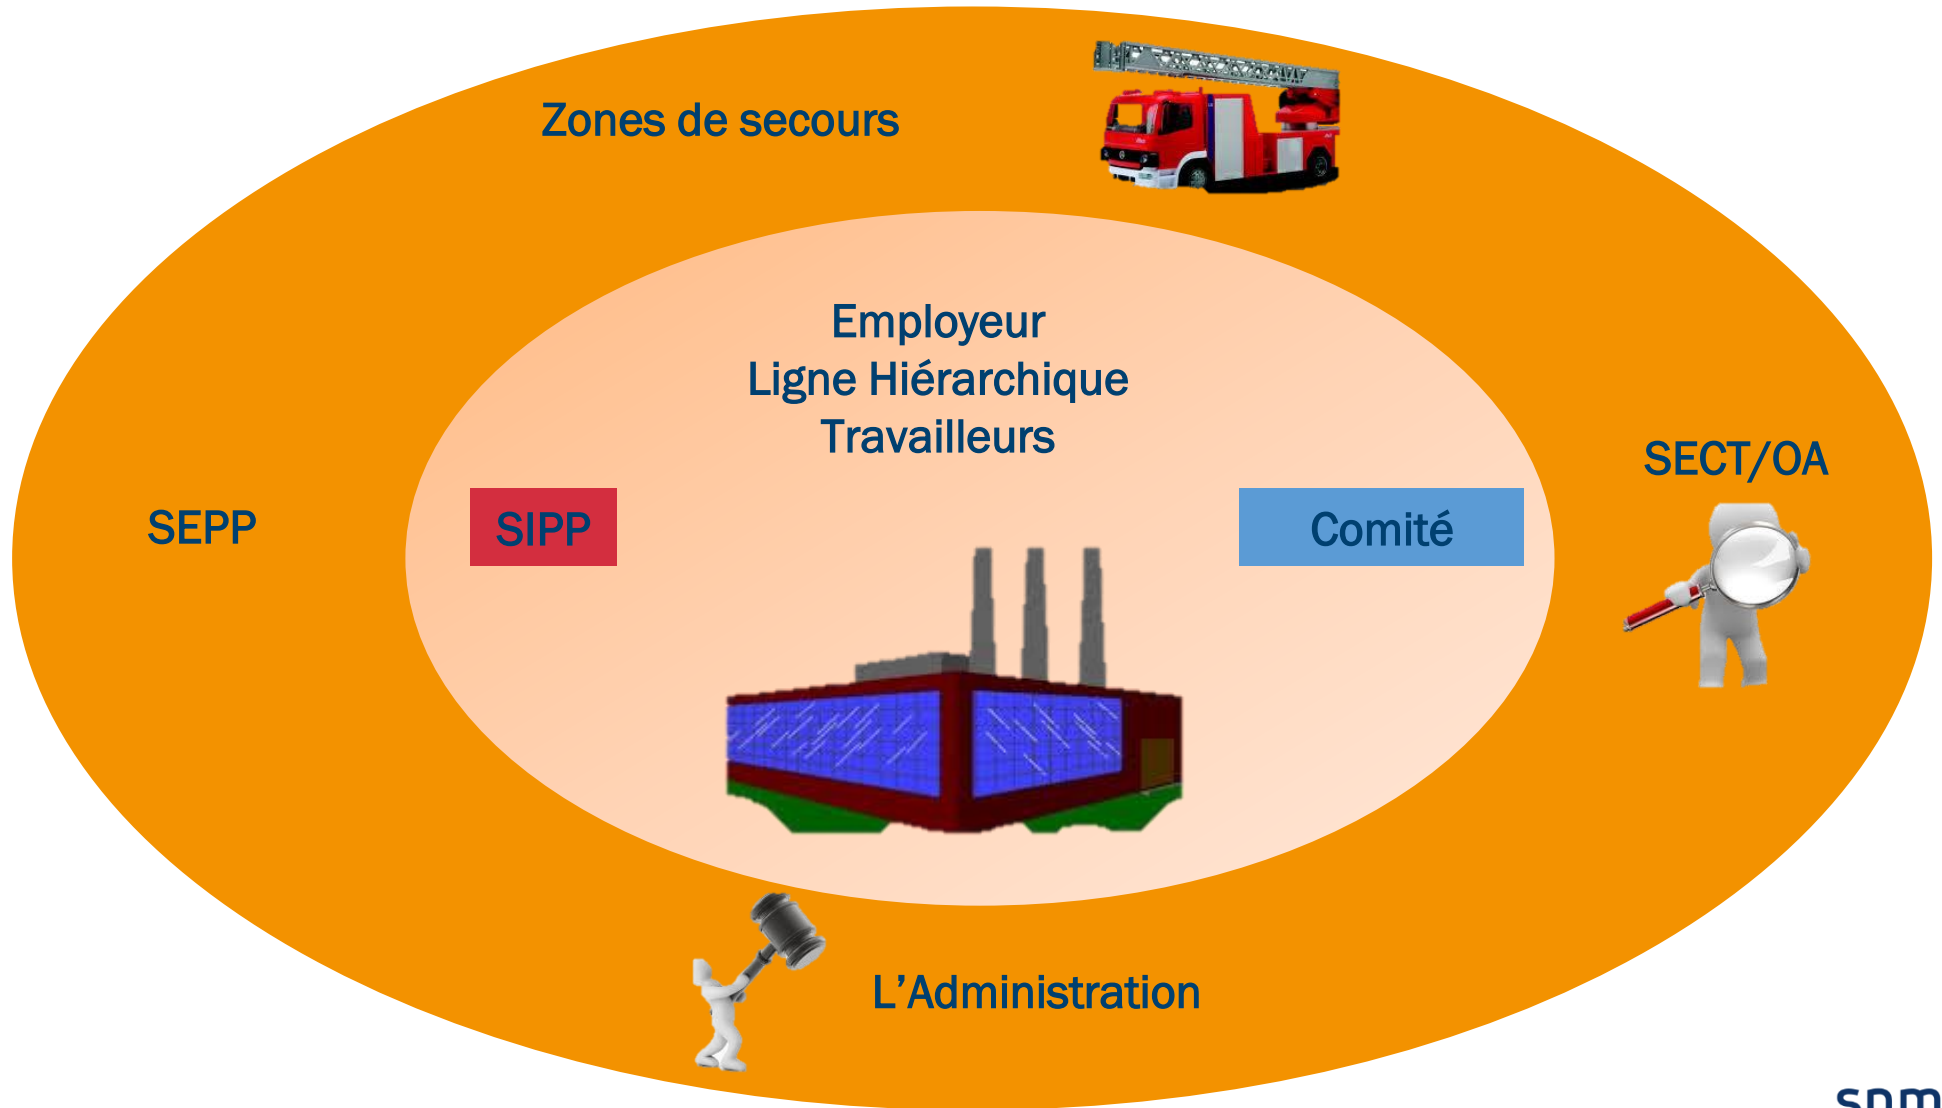 Zones de secours
Employeur
Ligne Hiérarchique
Travailleurs
SECT/OA
SEPP
SIPP
Comité
L’Administration